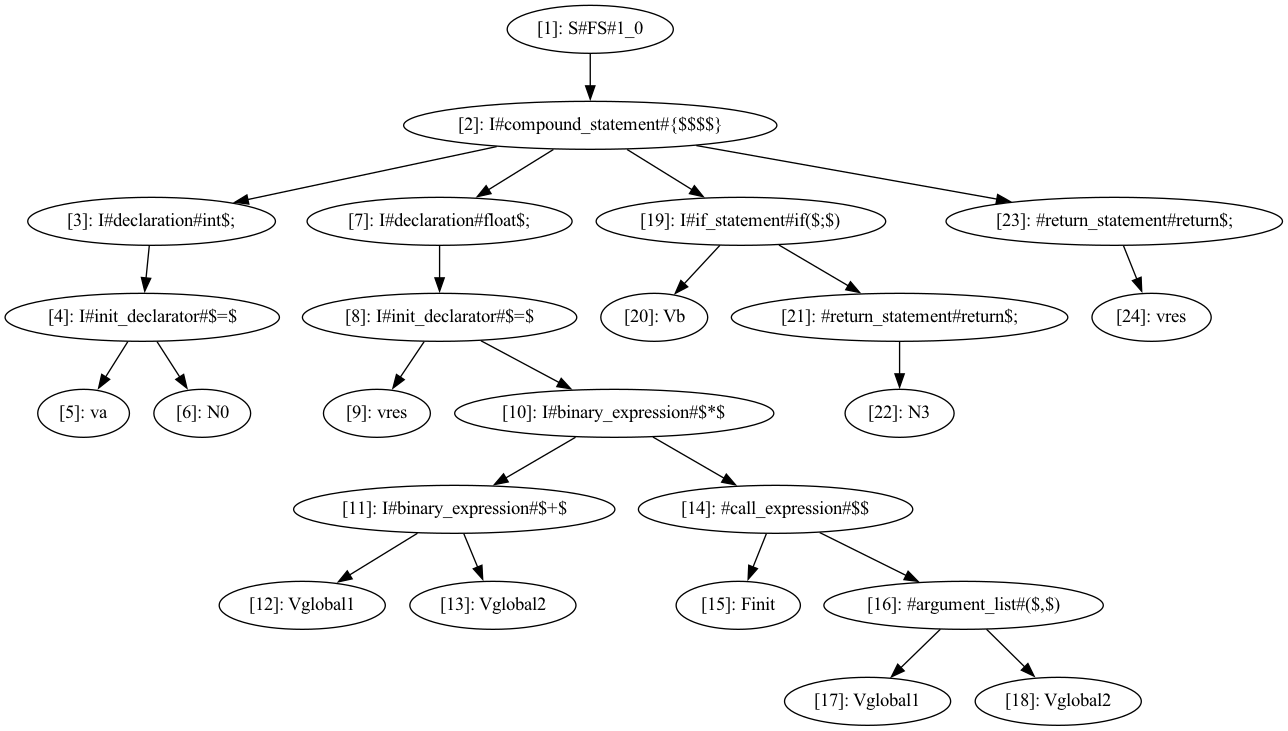 [1]: S#FS#1_0
[2]: I#compound_statement#{$$$$}
[3]: I#declaration#int$;
[7]: I#declaration#float$;
[19]: I#if_statement#if($;$)
[23]: #return_statement#return$;
[4]: I#init_declarator#$=$
[8]: I#init_declarator#$=$
[20]: Vb
[21]: #return_statement#return$;
[24]: vres
[5]: va
[6]: N0
[9]: vres
[10]: I#binary_expression#$*$
[22]: N3
[11]: I#binary_expression#$+$
[14]: #call_expression#$$
[12]: Vglobal1
[13]: Vglobal2
[15]: Finit
[16]: #argument_list#($,$)
[17]: Vglobal1
[18]: Vglobal2